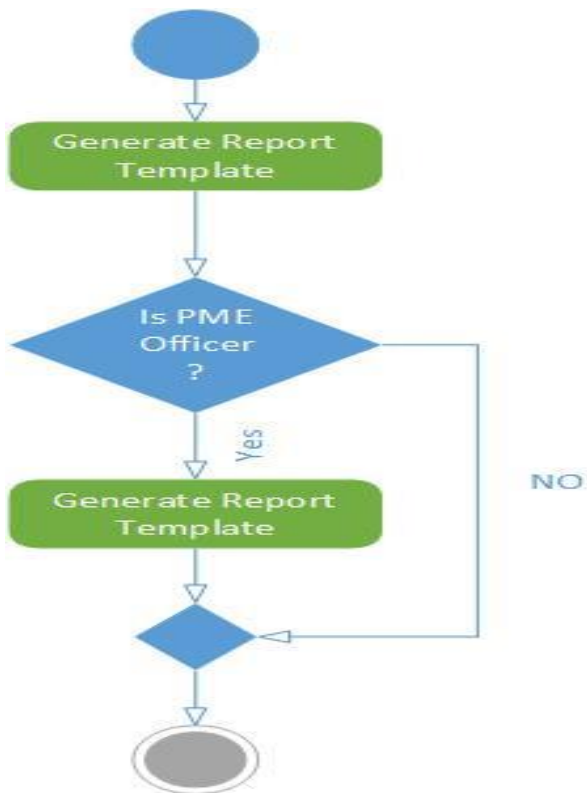 Generate Report
Template
Is PME
Officer
?
Yes
Generate Report
Template
NO